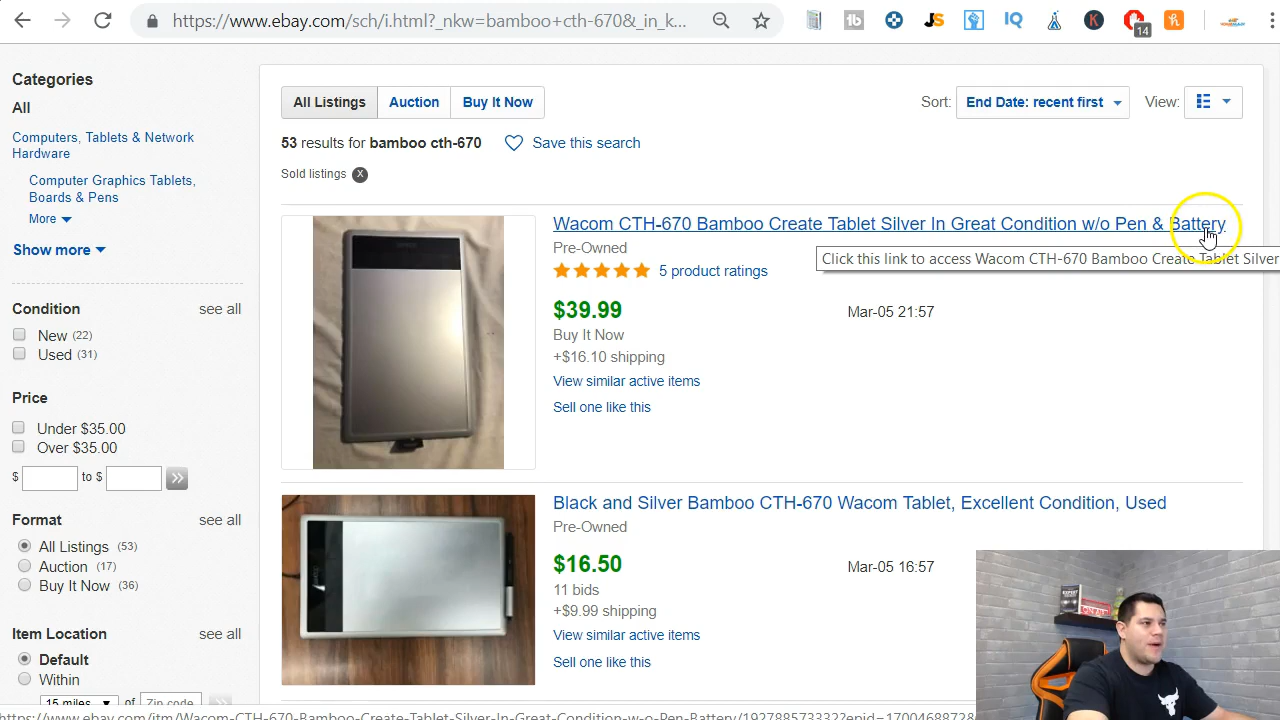 https://www.ebay.com/sch/i.html?_nkw=bamboo+cth-670&_in_k...
tb
JS
IQ
K
14
h
Categories
All
Computers, Tablets & Network
Hardware
Computer Graphics Tablets,
Boards & Pens
More
Show more
Condition see all
New (22)
Used (31)
Price
Under $35.00
Over $35.00
$ to $
Format see all
All Listings (53)
Auction (17)
Buy It Now (36)
Item Location see all
Default
Within
15 miles of Zip code
All Listings Auction Buy It Now
Sort: End Date: recent first View:
53 results for bamboo cth-670 Save this search
Sold listings X
Wacom CTH-670 Bamboo Create Tablet Silver In Great Condition w/o Pen & Battery
Pre-Owned
Click this link to access Wacom CTH-670 Bamboo Create Tablet Silver
5 product ratings
$39.99 Mar-05 21:57
Buy It Now
+$16.10 shipping
View similar active items
Sell one like this
Black and Silver Bamboo CTH-670 Wacom Tablet, Excellent Condition, Used
Pre-Owned
$16.50 Mar-05 16:57
11 bids
+$9.99 shipping
View similar active items
Sell one like this